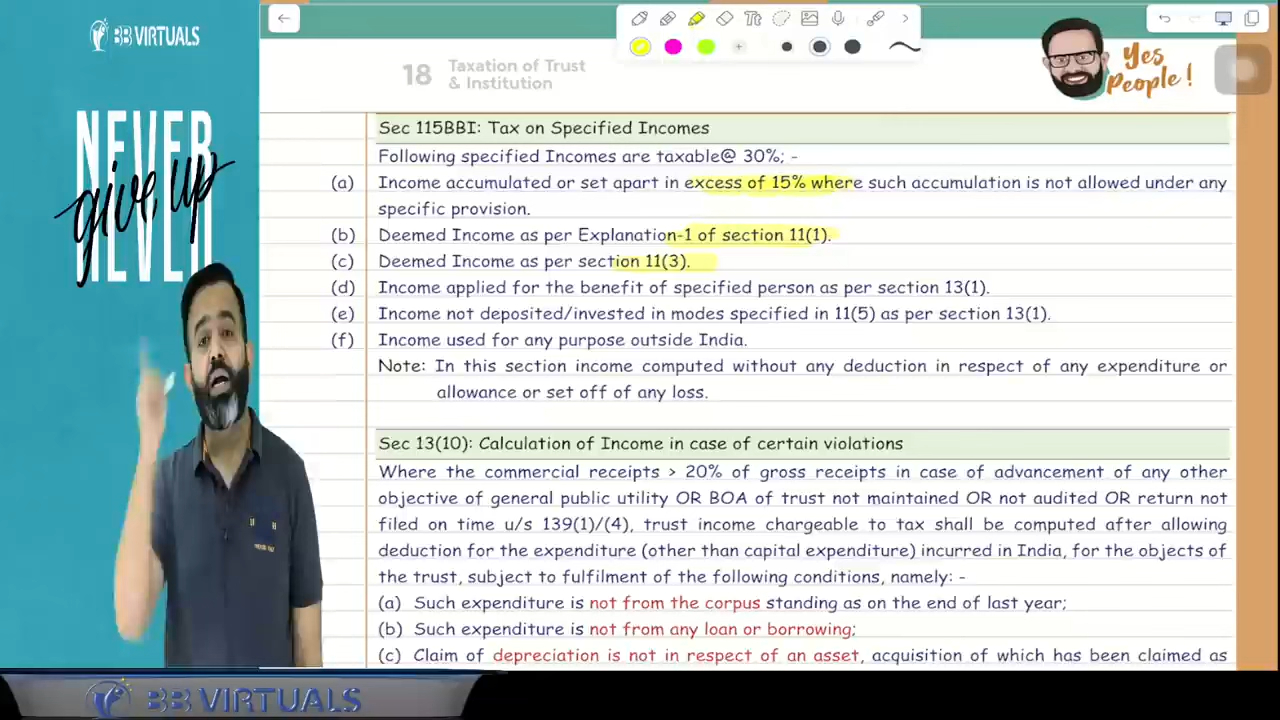 BB VIRTUALS
NEVER
give up
NEVER
18 Taxation of Trust
& Institution
Yes
People!
Sec 115BBI: Tax on Specified Incomes
Following specified Incomes are taxable@ 30%; -
(a) Income accumulated or set apart in excess of 15% where such accumulation is not allowed under any
specific provision.
(b) Deemed Income as per Explanation-1 of section 11(1).
(c) Deemed Income as per section 11(3).
(d) Income applied for the benefit of specified person as per section 13(1).
(e) Income not deposited/invested in modes specified in 11(5) as per section 13(1).
(f) Income used for any purpose outside India.
Note: In this section income computed without any deduction in respect of any expenditure or
allowance or set off of any loss.
Sec 13(10): Calculation of Income in case of certain violations
Where the commercial receipts > 20% of gross receipts in case of advancement of any other
objective of general public utility OR BOA of trust not maintained OR not audited OR return not
filed on time u/s 139(1)/(4), trust income chargeable to tax shall be computed after allowing
deduction for the expenditure (other than capital expenditure) incurred in India, for the objects of
the trust, subject to fulfilment of the following conditions, namely: -
(a) Such expenditure is not from the corpus standing as on the end of last year;
(b) Such expenditure is not from any loan or borrowing;
(c) Claim of depreciation is not in respect of an asset, acquisition of which has been claimed as
BB VIRTUALS